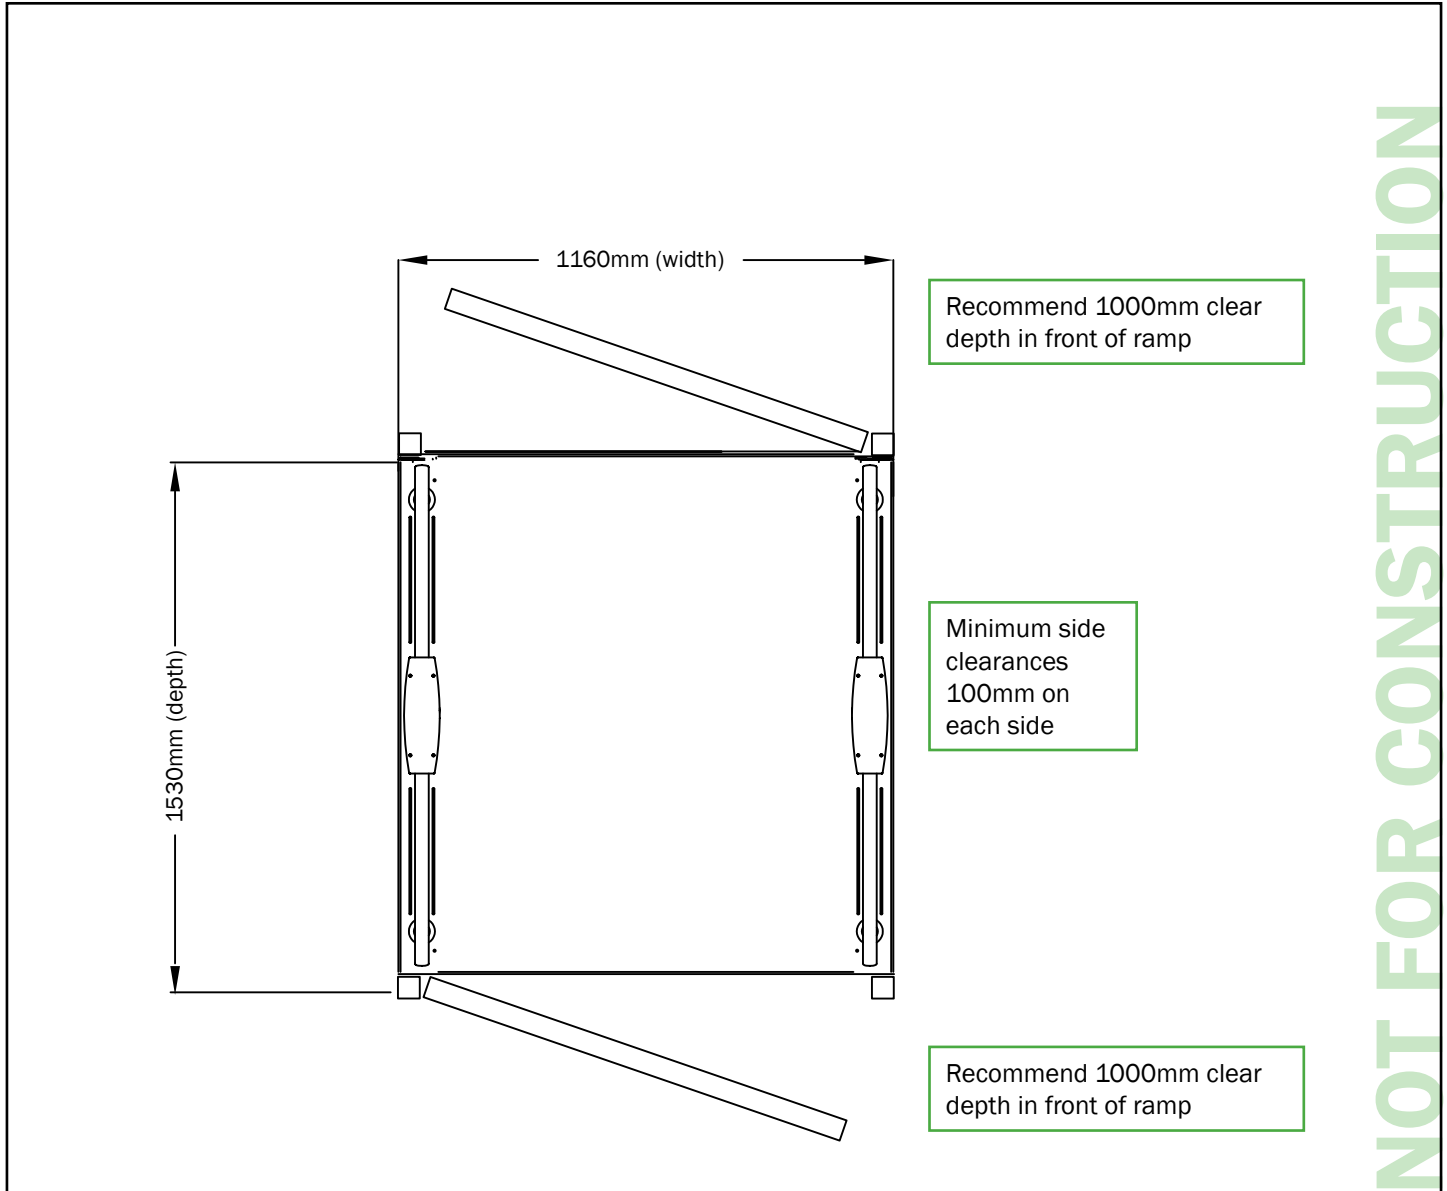 1160mm (width)
Recommend 1000mm clear
depth in front of ramp
1530mm (depth)
Minimum side
clearances
100mm on
each side
Recommend 1000mm clear
depth in front of ramp
NOT FOR CONSTRUCTION